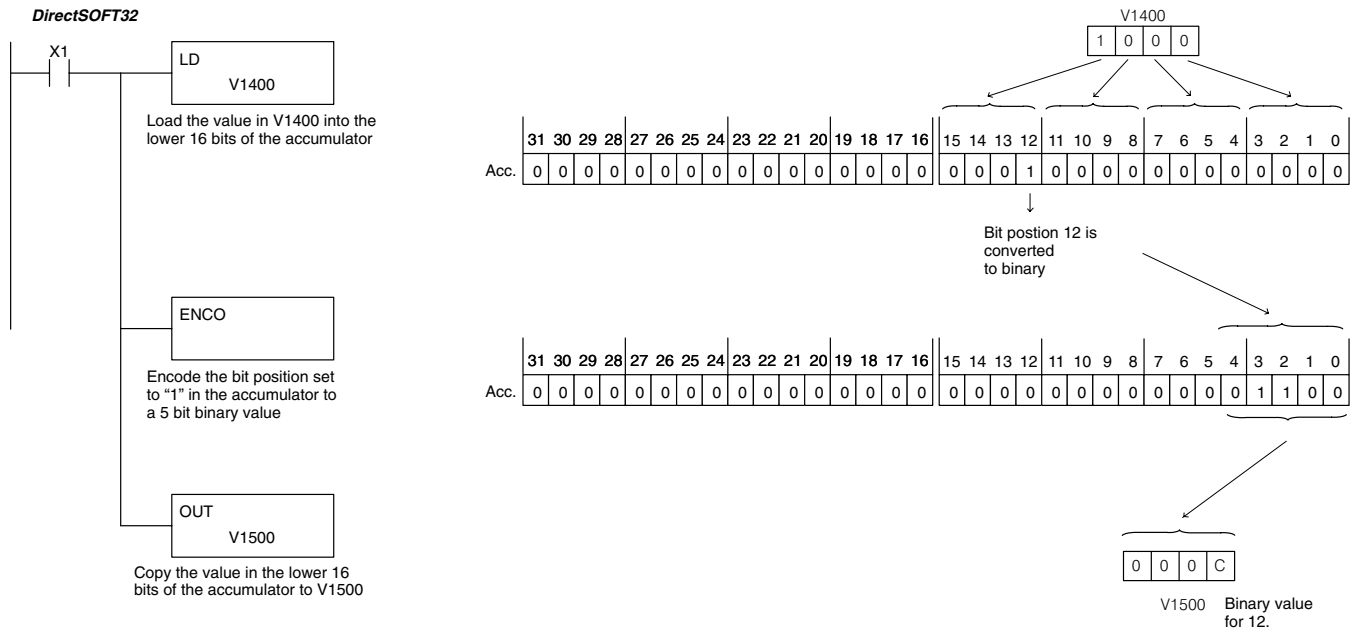 DirectSOFT32
X1
LD
V1400
Load the value in V1400 into the
lower 16 bits of the accumulator
ENCO
Encode the bit position set
to “1” in the accumulator to
a 5 bit binary value
OUT
V1500
Copy the value in the lower 16
bits of the accumulator to V1500
V1400
1 0 0 0
31 30 29 28 27 26 25 24 23 22 21 20 19 18 17 16 15 14 13 12 11 10 9 8 7 6 5 4 3 2 1 0
Acc. 0 0 0 0 0 0 0 0 0 0 0 0 0 0 0 0 0 0 0 1 0 0 0 0 0 0 0 0 0 0 0 0
Bit postion 12 is
converted
to binary
31 30 29 28 27 26 25 24 23 22 21 20 19 18 17 16 15 14 13 12 11 10 9 8 7 6 5 4 3 2 1 0
Acc. 0 0 0 0 0 0 0 0 0 0 0 0 0 0 0 0 0 0 0 0 0 0 0 0 0 0 0 0 1 1 0 0
0 0 0 C
V1500 Binary value
for 12.